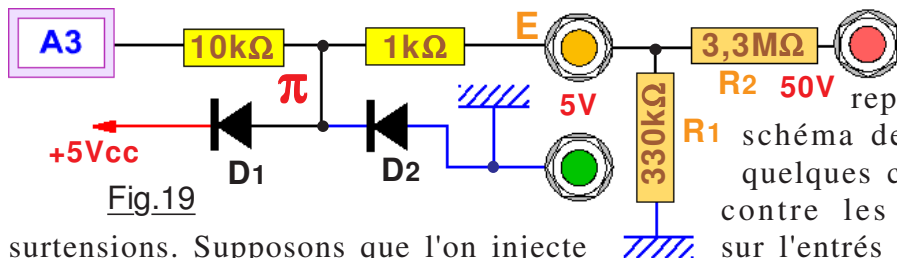 A3
10kΩ
1kΩ
E
3,3MΩ
π
5V
R2
50V
+5Vcc
D1
D2
330kΩ
R1
Fig.19
rep
schéma de
quelques c
contre les
surtensions. Supposons que l'on injecte
sur l'entrés